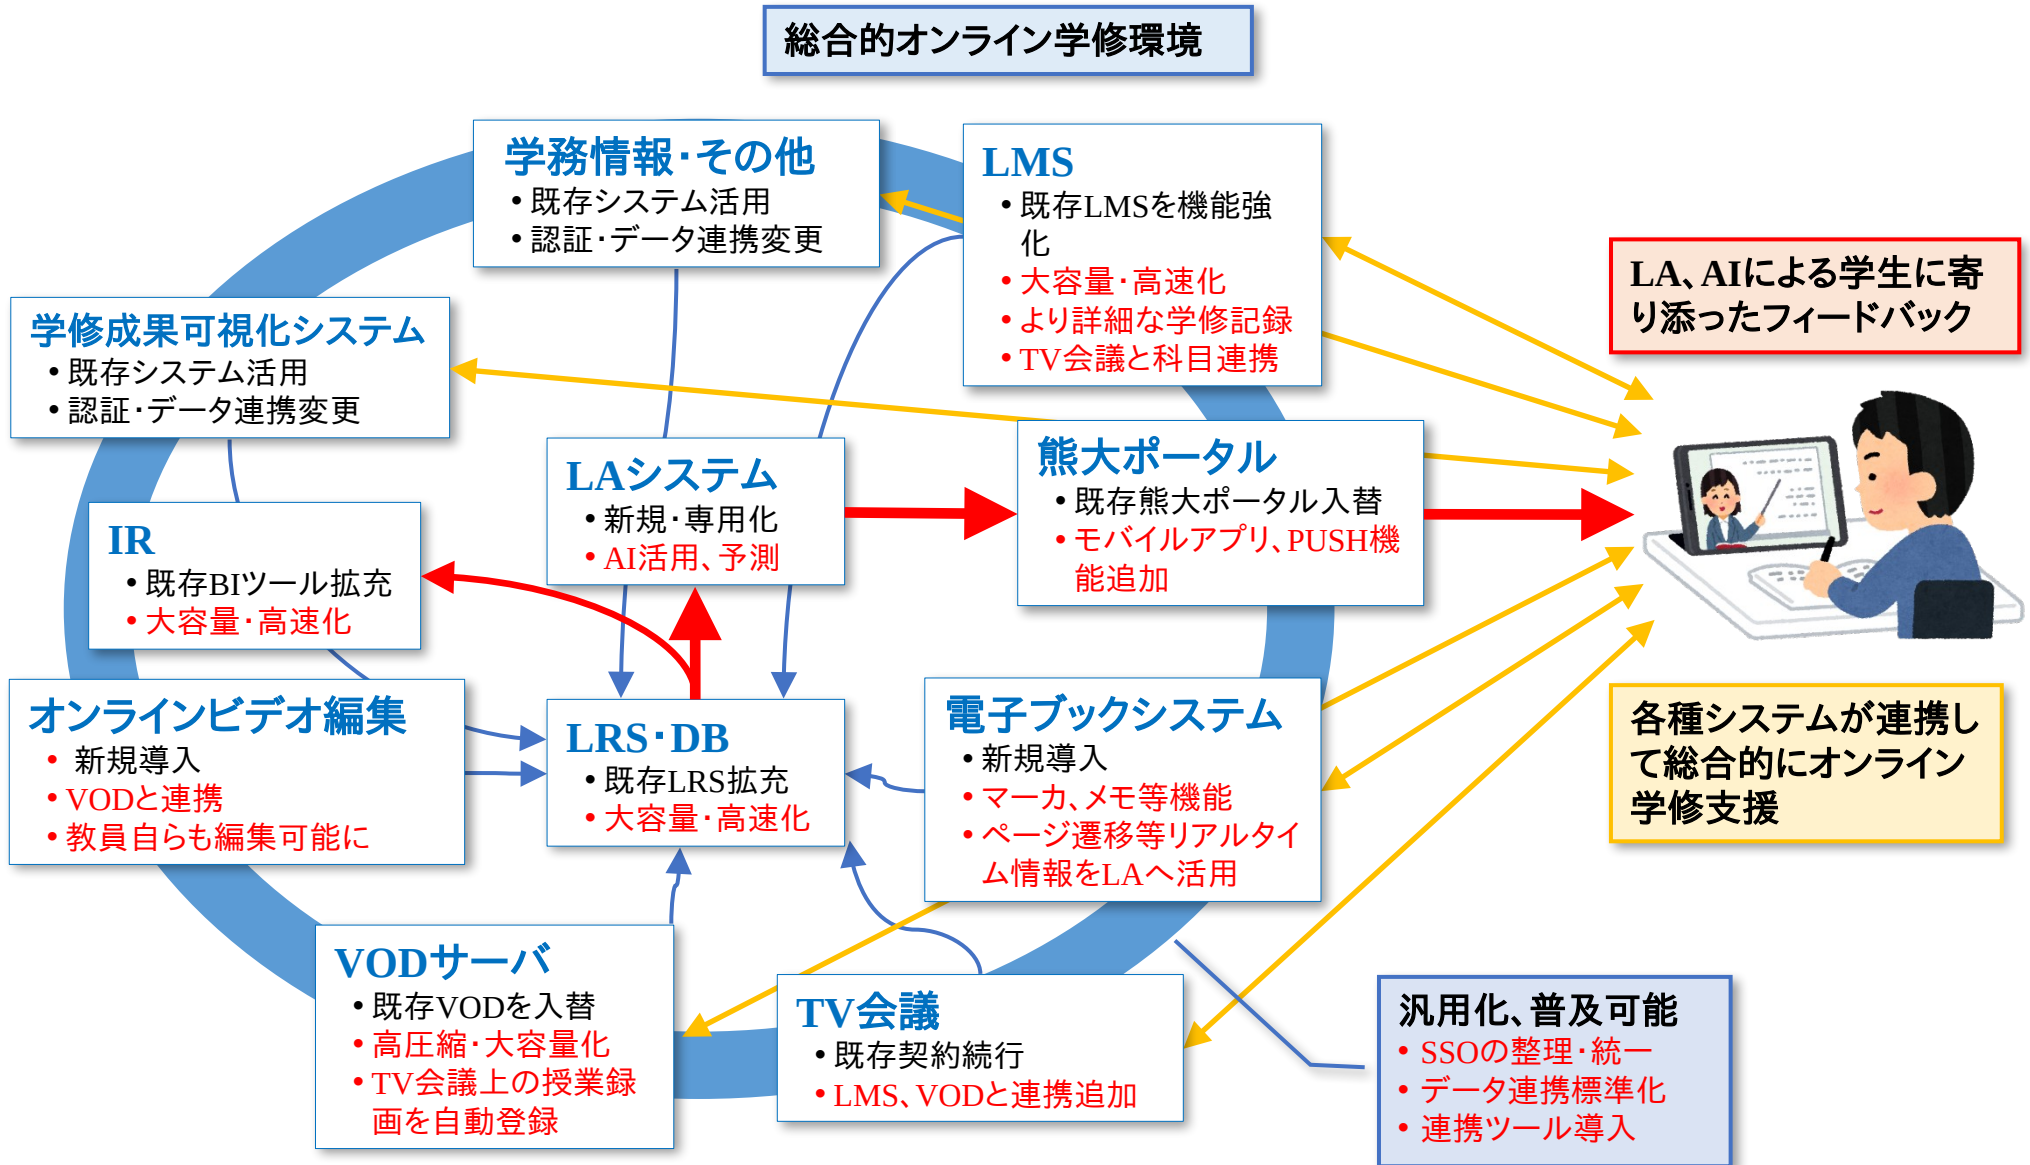 総合的オンライン学修環境
学務情報・その他
• 既存システム活用
• 認証・データ連携変更
LMS
• 既存LMSを機能強
化
• 大容量・高速化
• より詳細な学修記録
• TV会議と科目連携
LA、AIによる学生に寄
り添ったフィードバック
学修成果可視化システム
• 既存システム活用
• 認証・データ連携変更
LAシステム
• 新規・専用化
• AI活用、予測
熊大ポータル
• 既存熊大ポータル入替
• モバイルアプリ、PUSH機
能追加
IR
• 既存BIツール拡充
• 大容量・高速化
オンラインビデオ編集
• 新規導入
• VODと連携
• 教員自らも編集可能に
LRS・DB
• 既存LRS拡充
• 大容量・高速化
電子ブックシステム
• 新規導入
• マーカ、メモ等機能
• ページ遷移等リアルタイ
ム情報をLAへ活用
各種システムが連携し
て総合的にオンライン
学修支援
VODサーバ
• 既存VODを入替
• 高圧縮・大容量化
• TV会議上の授業録
画を自動登録
TV会議
• 既存契約続行
• LMS、VODと連携追加
汎用化、普及可能
• SSOの整理・統一
• データ連携標準化
• 連携ツール導入